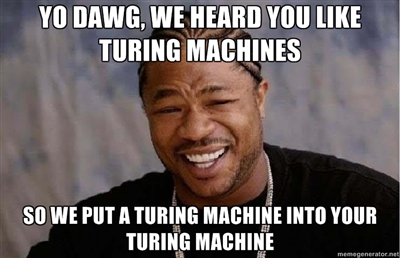 YO DAWG, WE HEARD YOU LIKE
TURING MACHINES
SO WE PUT A TURING MACHINE INTO YOUR
TURING MACHINE
memegenerator.net